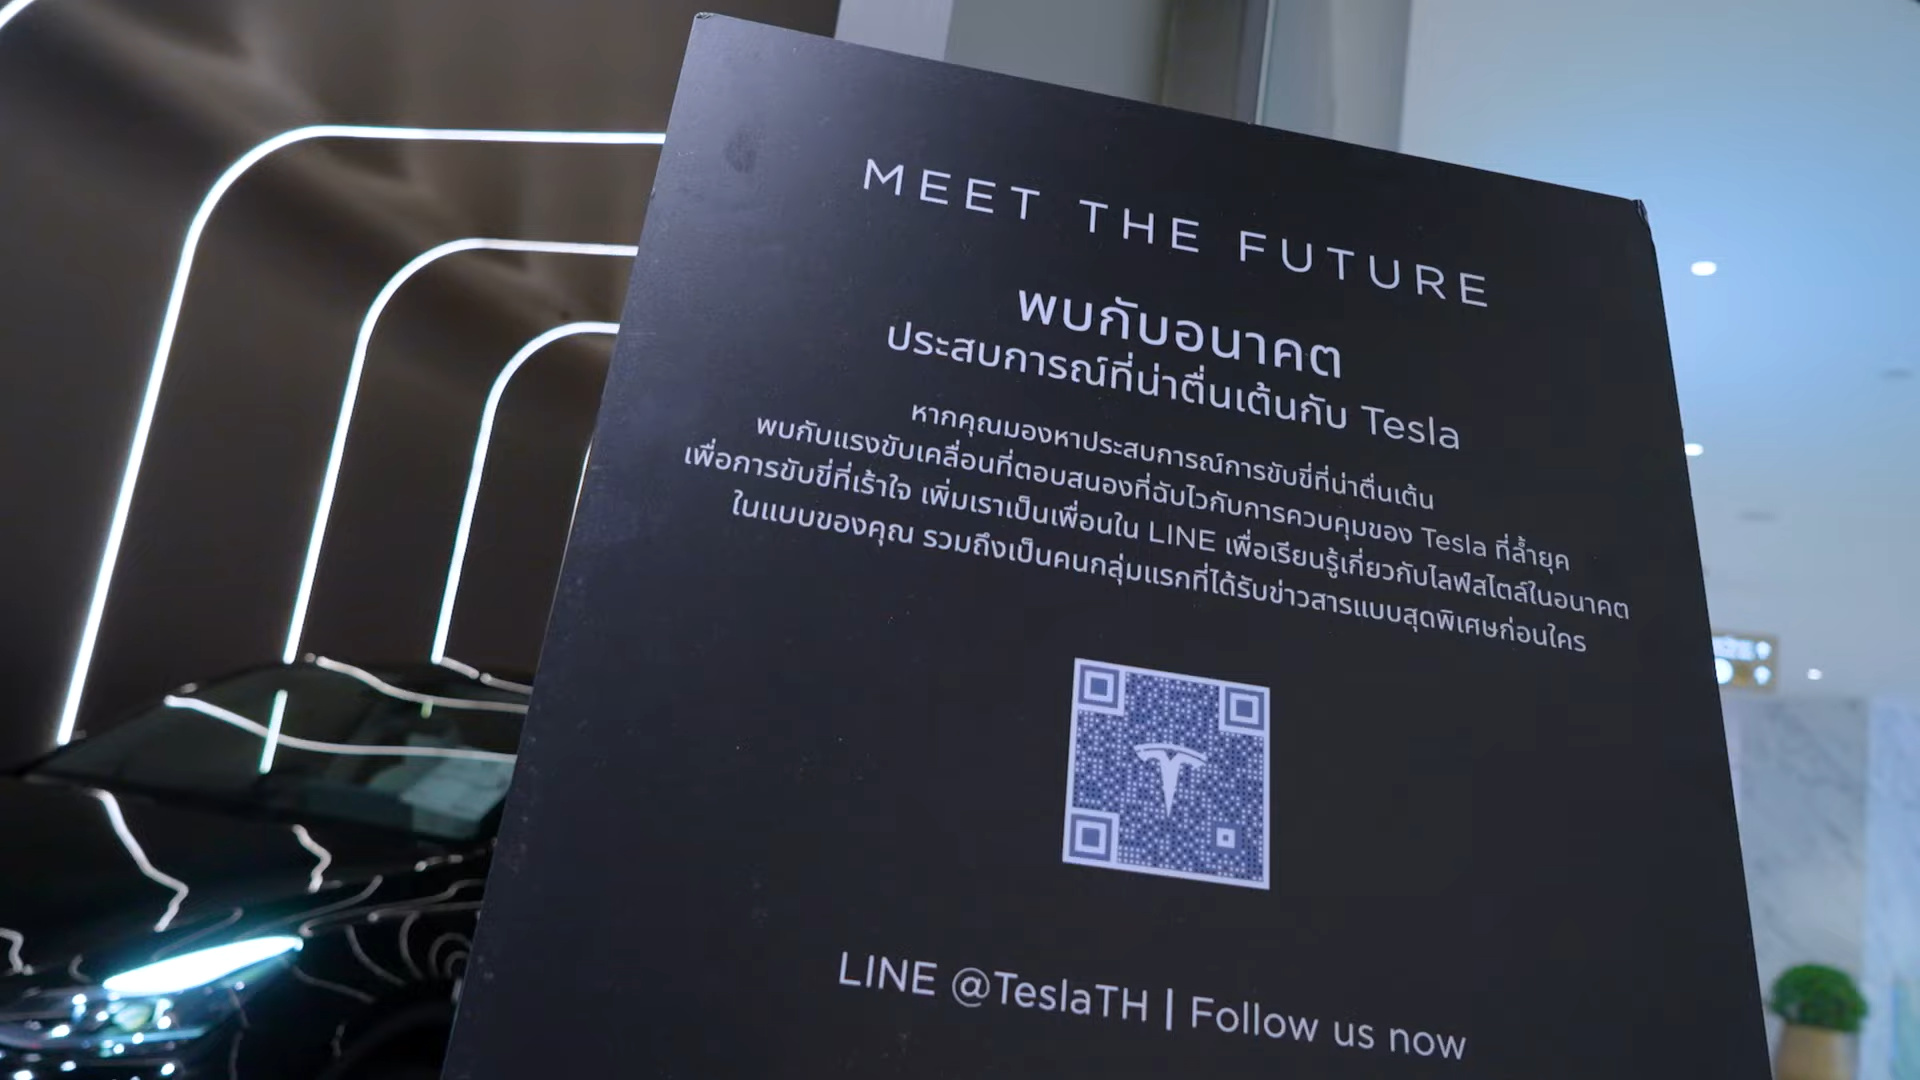 MEET THE FUTURE
พบกับอนาคต
ประสบการณ์ที่น่าตื่นเต้นกับ Tesla
หากคุณมองหาประสบการณ์การขับขี่ที่น่าตื่นเต้น
พบกับแรงขับเคลื่อนที่ตอบสนองที่ฉับไวกับการควบคุมของ Tesla ที่ล้ำยุค
เพื่อการขับขี่ที่เร้าใจ เพิ่มเราเป็นเพื่อนใน LINE เพื่อเรียนรู้เกี่ยวกับไลฟ์สไตล์ในอนาคต
ในแบบของคุณ รวมถึงเป็นคนกลุ่มแรกที่ได้รับข่าวสารแบบสุดพิเศษก่อนใคร
LINE @TeslaTH | Follow us now